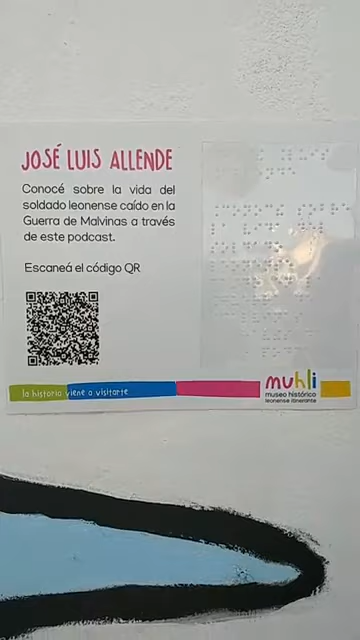 JOSÉ LUIS ALLENDE
Conocé sobre la vida del
soldado leonense caído en la
Guerra de Malvinas a través
de este podcast.
Escaneá el código QR
la historia viene a visitarte
muhli
museo histórico
leonense itinerante